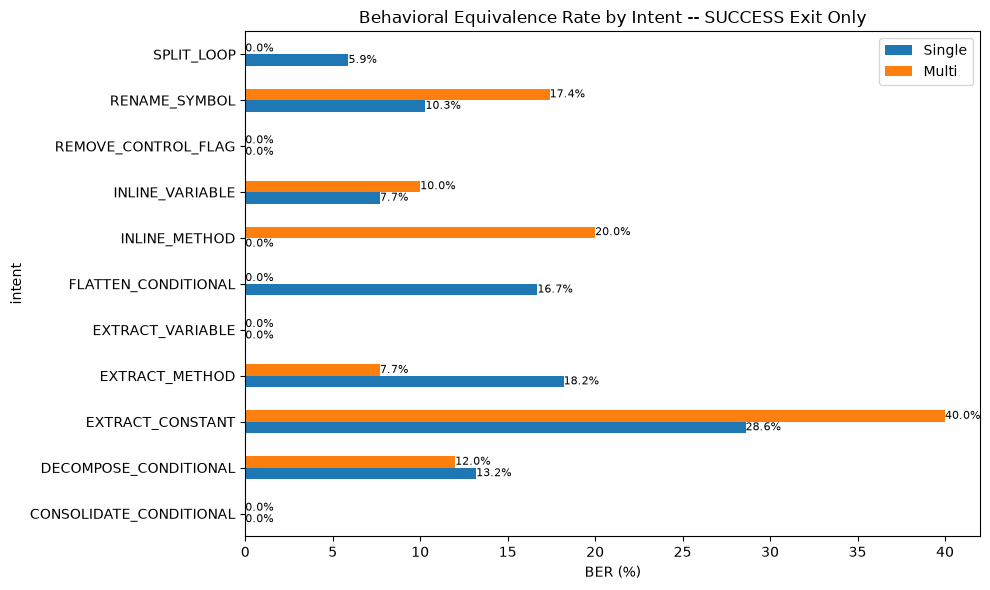 Behavioral Equivalence Rate by Intent -- SUCCESS Exit Only
Single
Multi
SPLIT_LOOP
0.0%
5.9%
RENAME_SYMBOL
17.4%
10.3%
REMOVE_CONTROL_FLAG
0.0%
0.0%
INLINE_VARIABLE
10.0%
7.7%
INLINE_METHOD
20.0%
0.0%
FLATTEN_CONDITIONAL
0.0%
16.7%
EXTRACT_VARIABLE
0.0%
0.0%
EXTRACT_METHOD
7.7%
18.2%
EXTRACT_CONSTANT
40.0%
28.6%
DECOMPOSE_CONDITIONAL
12.0%
13.2%
CONSOLIDATE_CONDITIONAL
0.0%
0.0%
intent
0 5 10 15 20 25 30 35 40
BER (%)